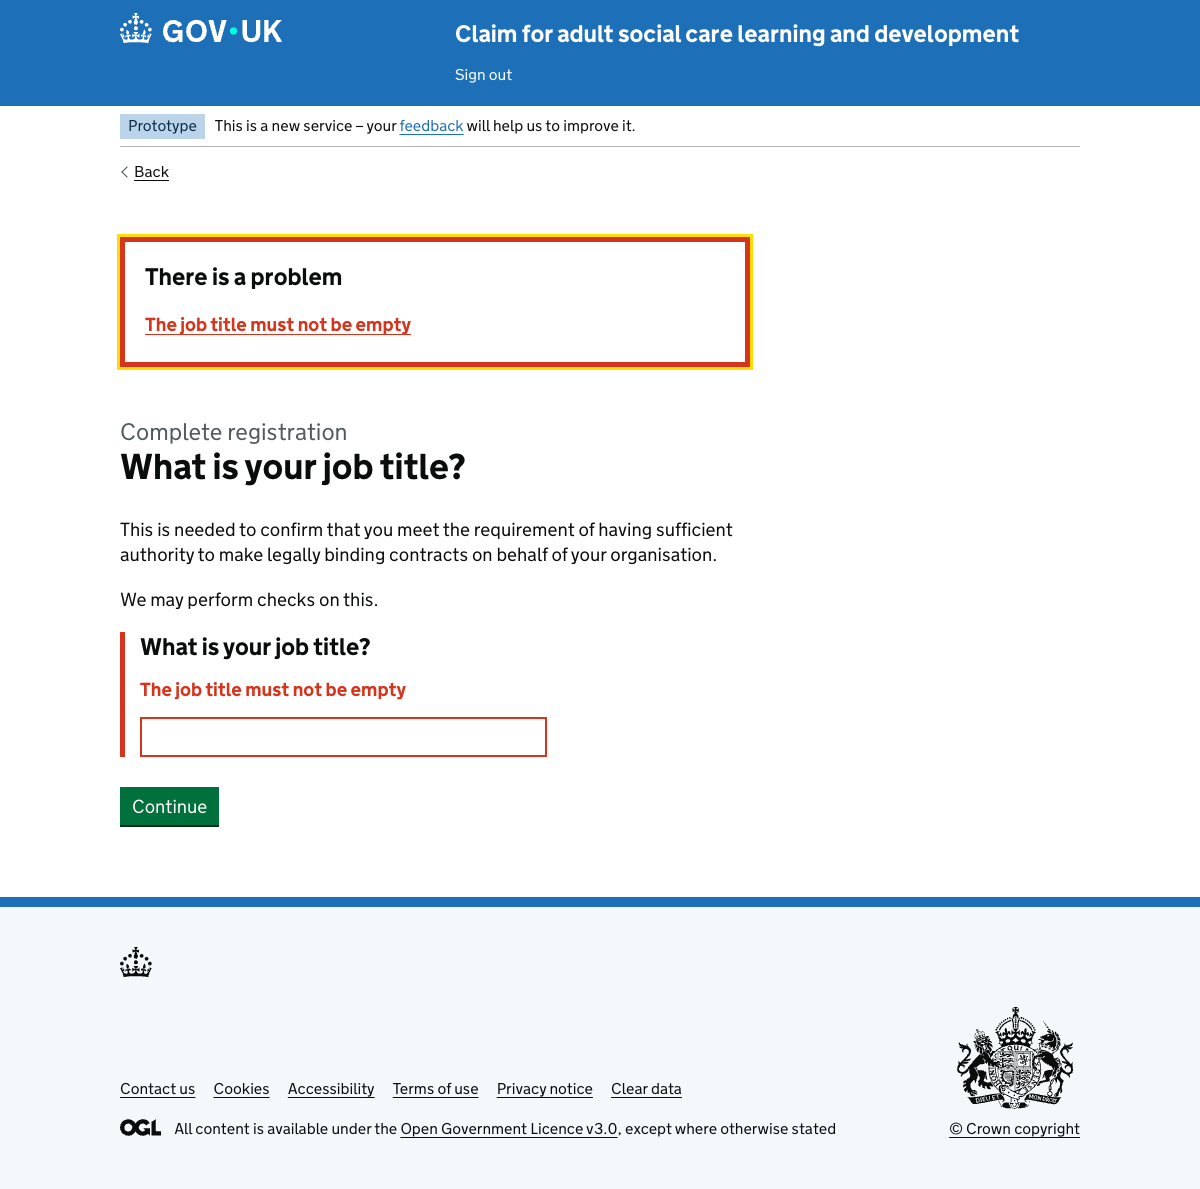 GOV·UK
Claim for adult social care learning and development
Sign out
Prototype This is a new service – your feedback will help us to improve it.
Back
There is a problem
The job title must not be empty
Complete registration
What is your job title?
This is needed to confirm that you meet the requirement of having sufficient
authority to make legally binding contracts on behalf of your organisation.
We may perform checks on this.
What is your job title?
The job title must not be empty
Continue
Contact us Cookies Accessibility Terms of use Privacy notice Clear data
OGL All content is available under the Open Government Licence v3.0, except where otherwise stated
© Crown copyright